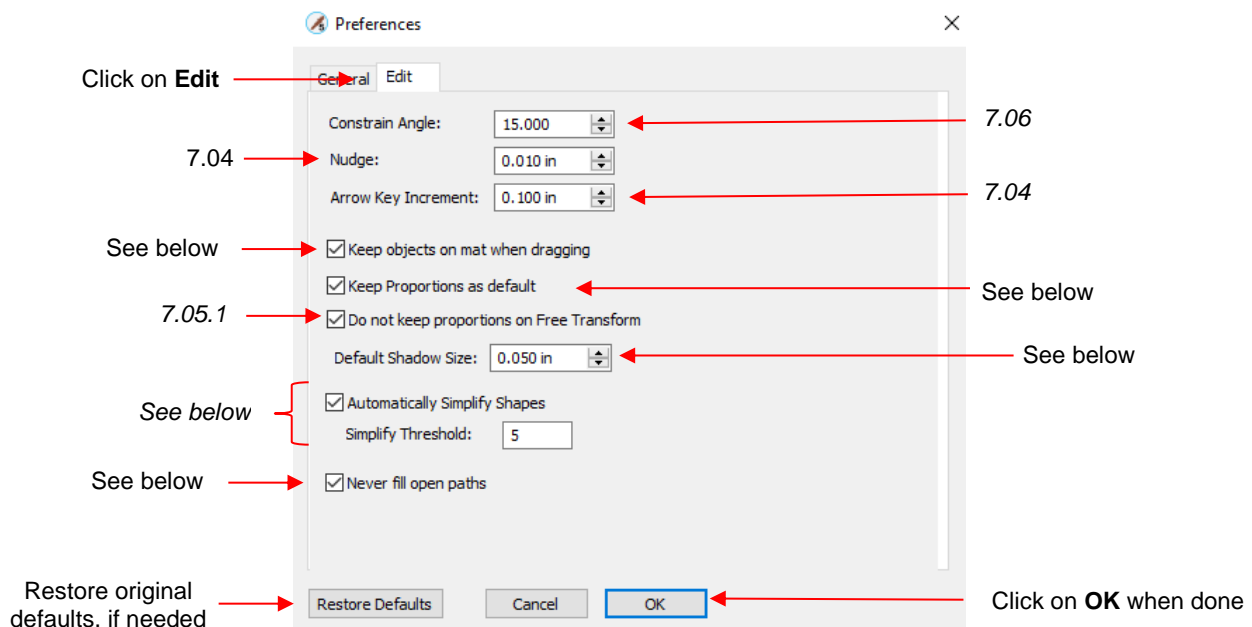 Preferences
Click on Edit
General Edit
Constrain Angle: 15.000
7.06
7.04
Nudge: 0.010 in
Arrow Key Increment: 0.100 in
7.04
See below
Keep objects on mat when dragging
Keep Proportions as default
See below
7.05.1
Do not keep proportions on Free Transform
Default Shadow Size: 0.050 in
See below
See below
Automatically Simplify Shapes
Simplify Threshold: 5
See below
Never fill open paths
Restore original
defaults, if needed
Restore Defaults
Cancel
OK
Click on OK when done